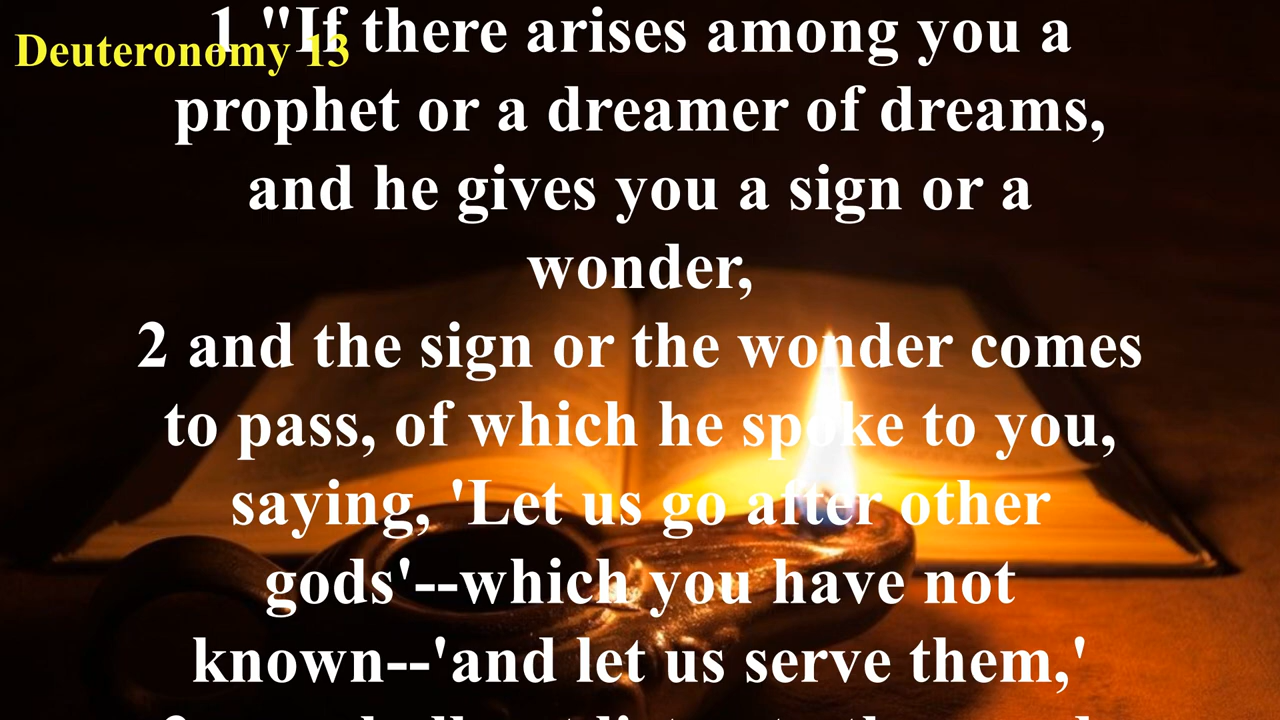 Deuteronomy 13
1 "If there arises among you a
prophet or a dreamer of dreams,
and he gives you a sign or a
wonder,
2 and the sign or the wonder comes
to pass, of which he spoke to you,
saying, 'Let us go after other
gods'--which you have not
known--'and let us serve them,'